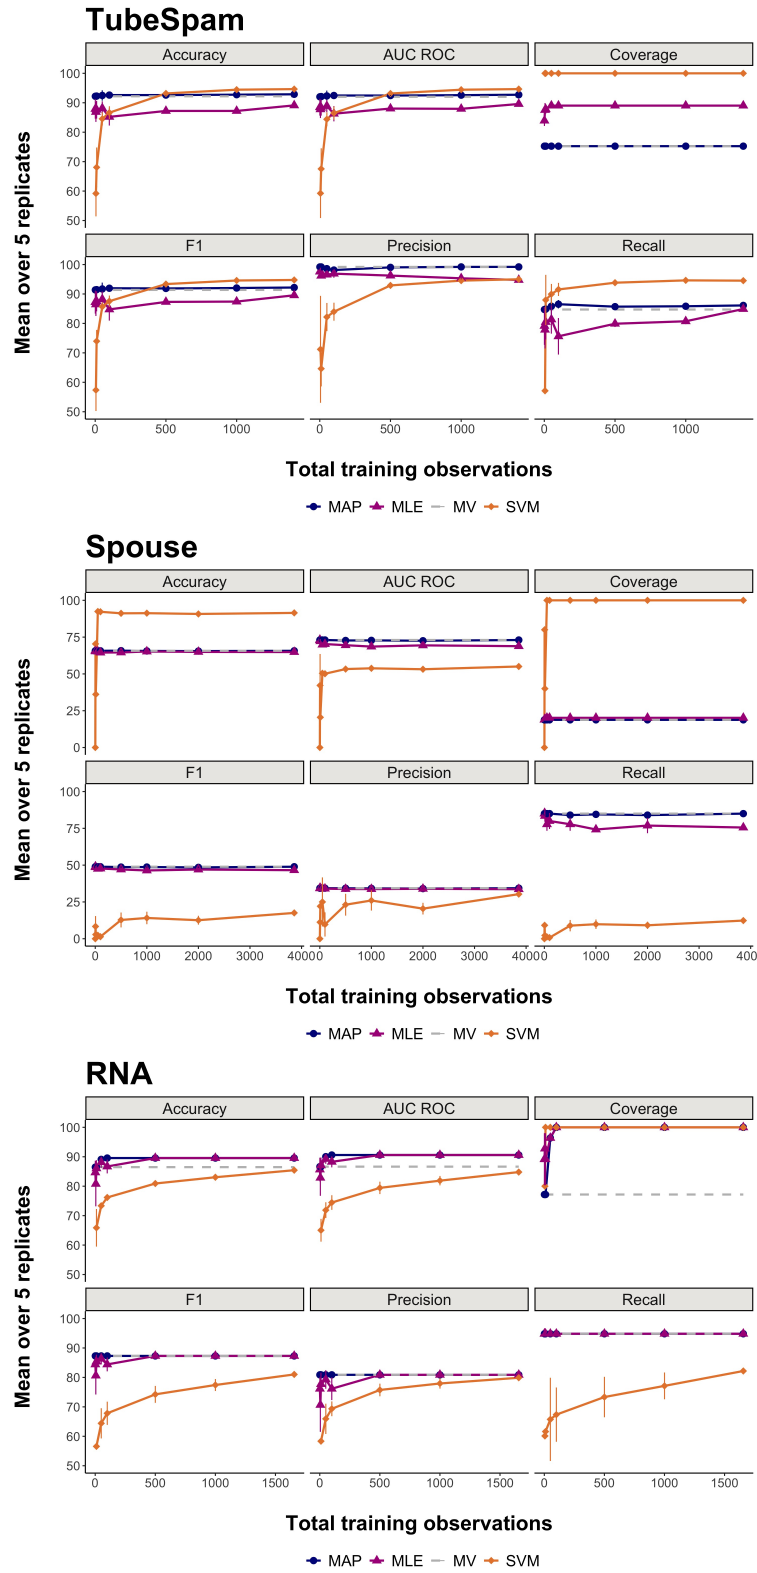 TubeSpam
Accuracy AUC ROC Coverage
100
90
80
70
60
50
F1 Precision Recall
100
90
80
70
60
50
0 500 1000 0 500 1000 0 500 1000
Mean over 5 replicates
Total training observations
MAP MLE MV SVM
Spouse
Accuracy AUC ROC Coverage
100
75
50
25
0
F1 Precision Recall
100
75
50
25
0
0 1000 2000 3000 4000 0 1000 2000 3000 4000 0 1000 2000 3000 400
Mean over 5 replicates
Total training observations
MAP MLE MV SVM
RNA
Accuracy AUC ROC Coverage
100
90
80
70
60
50
F1 Precision Recall
100
90
80
70
60
50
0 500 1000 1500 0 500 1000 1500 0 500 1000 1500
Mean over 5 replicates
Total training observations
MAP MLE MV SVM